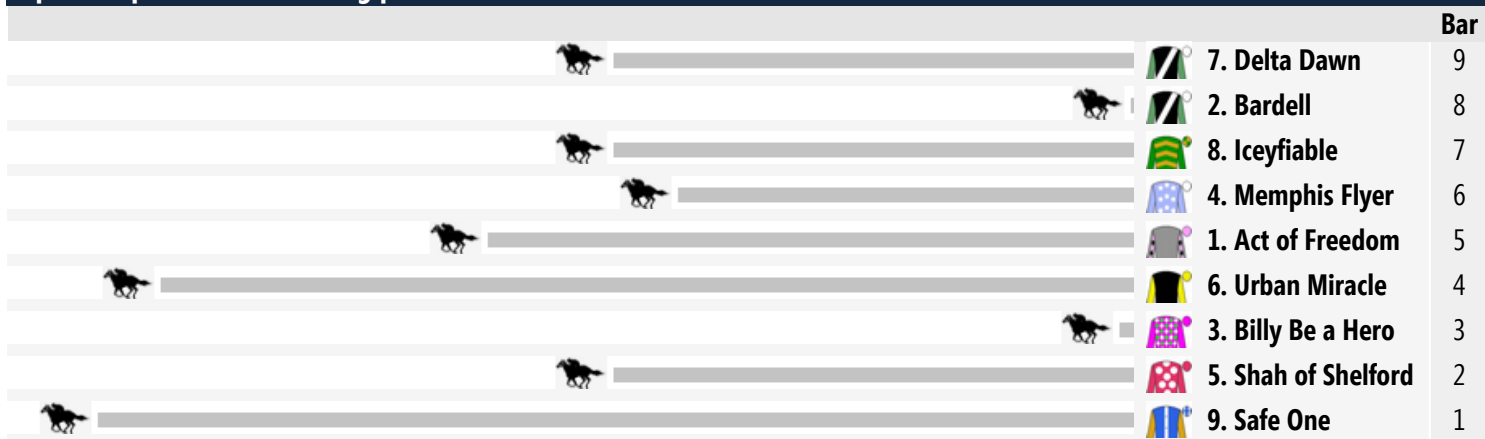 Bar
7. Delta Dawn 9
2. Bardell 8
8. Iceyfiable 7
4. Memphis Flyer 6
1. Act of Freedom 5
6. Urban Miracle 4
3. Billy Be a Hero 3
5. Shah of Shelford 2
9. Safe One 1